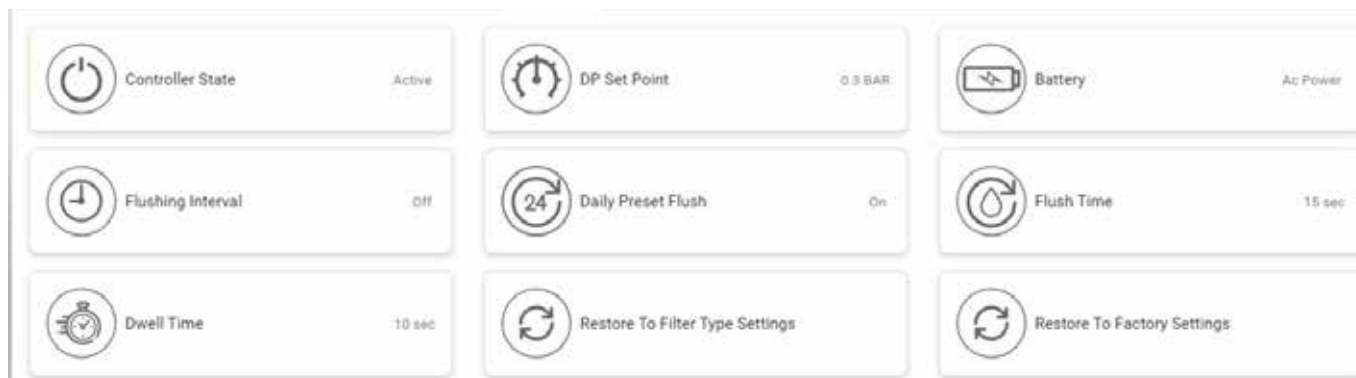 Controller State Active
DP Set Point 0.3 BAR
Battery Ac Power
Flushing Interval Off
24 Daily Preset Flush On
Flush Time 15 sec
Dwell Time 10 sec
Restore To Filter Type Settings
Restore To Factory Settings